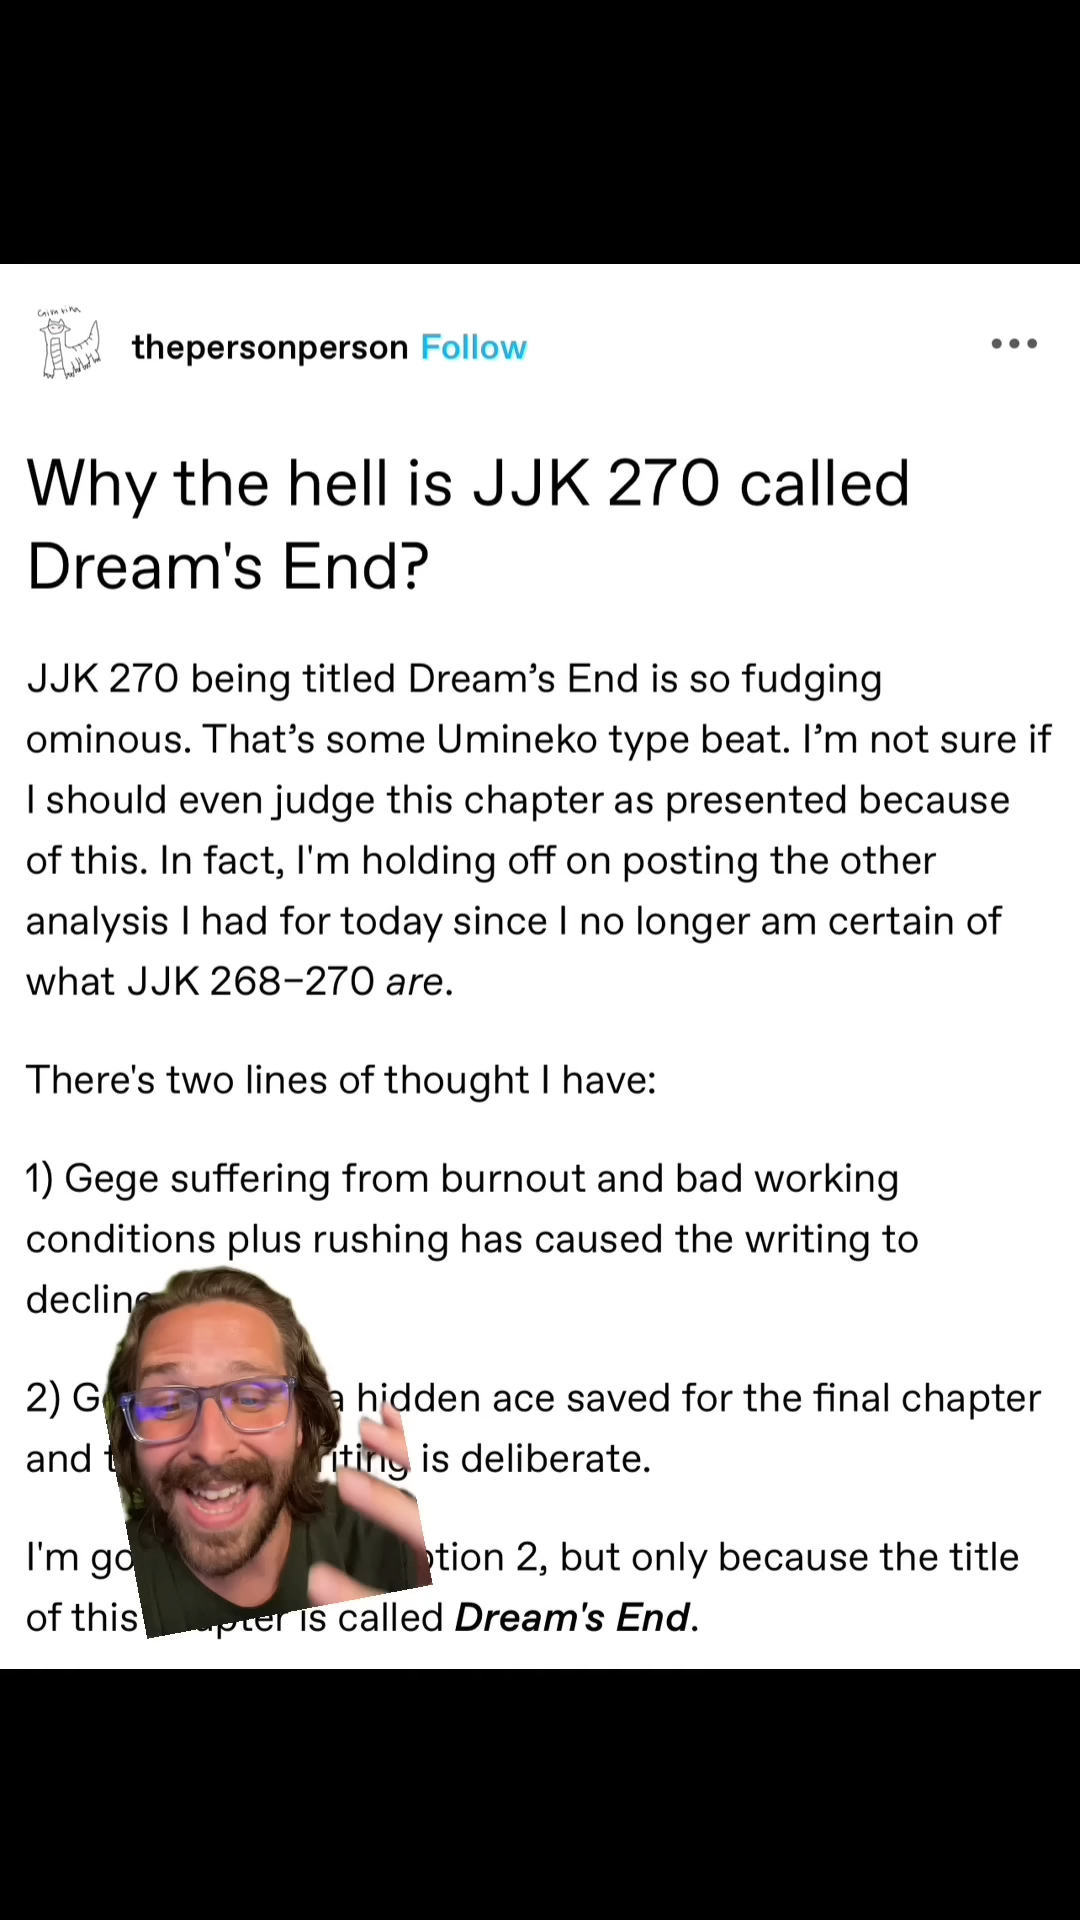 thepersonperson Follow
Why the hell is JJK 270 called
Dream's End?
JJK 270 being titled Dream’s End is so fudging
ominous. That’s some Umineko type beat. I’m not sure if
I should even judge this chapter as presented because
of this. In fact, I'm holding off on posting the other
analysis I had for today since I no longer am certain of
what JJK 268–270 are.
There's two lines of thought I have:
1) Gege suffering from burnout and bad working
conditions plus rushing has caused the writing to
2) a hidden ace saved for the final chapter
and is deliberate.
I'm 2, but only because the title
of this is called Dream's End.